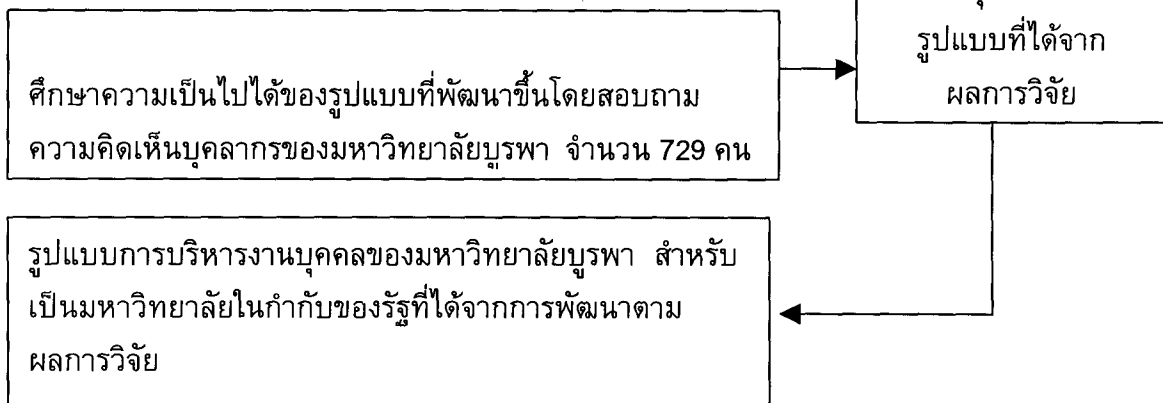 ศึกษาความเป็นไปได้ของรูปแบบที่พัฒนาขึ้นโดยสอบถาม
ความคิดเห็นบุคลากรของมหาวิทยาลัยบูรพา จำนวน 729 คน
รูปแบบที่ได้จาก
ผลการวิจัย
รูปแบบการบริหารงานบุคคลของมหาวิทยาลัยบูรพา สำหรับ
เป็นมหาวิทยาลัยในกำกับของรัฐที่ได้จากการพัฒนาตาม
ผลการวิจัย